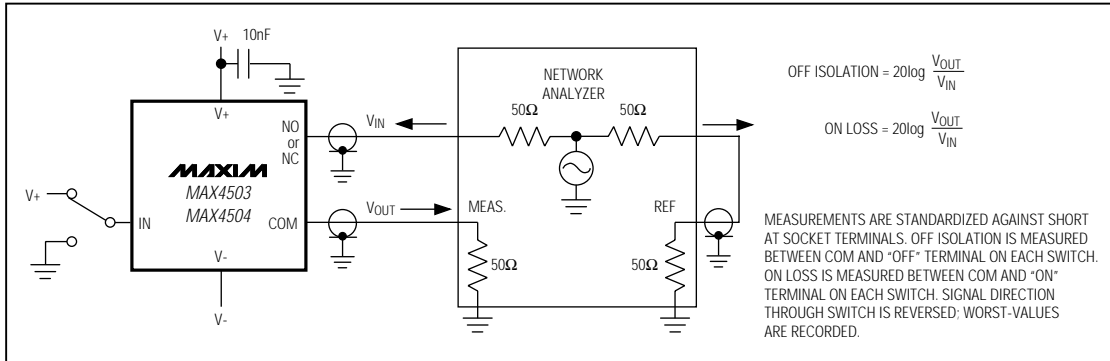 V+
10nF
V+
NO
or
NC
MAXIM
MAX4503
MAX4504
V+
IN
COM
V-
V-
VIN
VOUT
NETWORK
ANALYZER
50Ω
50Ω
MEAS.
REF
50Ω
50Ω
OFF ISOLATION = 20log VOUT
VIN
ON LOSS = 20log VOUT
VIN
MEASUREMENTS ARE STANDARDIZED AGAINST SHORT
AT SOCKET TERMINALS. OFF ISOLATION IS MEASURED
BETWEEN COM AND "OFF" TERMINAL ON EACH SWITCH.
ON LOSS IS MEASURED BETWEEN COM AND "ON"
TERMINAL ON EACH SWITCH. SIGNAL DIRECTION
THROUGH SWITCH IS REVERSED; WORST-VALUES
ARE RECORDED.